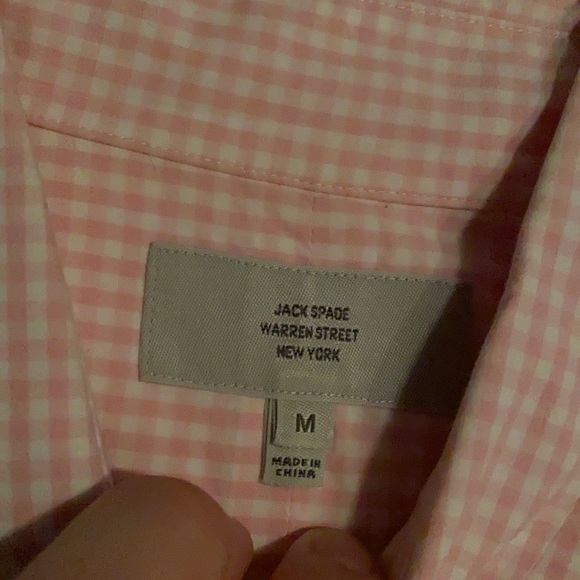 JACK SPADE
WARREN STREET
NEW YORK
M
MADE IN
CHINA